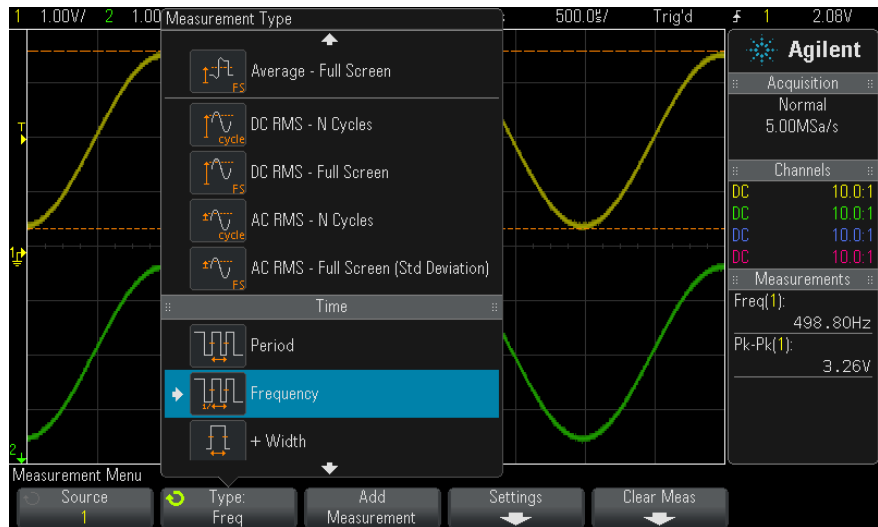 1 1.00V/ 2 1.00 500.0㎲/ Trig'd 1 2.08V
Measurement Type
Average - Full Screen
FS
DC RMS - N Cycles
cycle
DC RMS - Full Screen
FS
AC RMS - N Cycles
cycle
AC RMS - Full Screen (Std Deviation)
FS
Time
Period
Frequency
1/
+ Width
T
1
2
Agilent
Acquisition
Normal
5.00MSa/s
Channels
DC 10.0:1
DC 10.0:1
DC 10.0:1
DC 10.0:1
Measurements
Freq(1):
498.80Hz
Pk-Pk(1):
3.26V
Measurement Menu
Source
1
Type:
Freq
Add
Measurement
Settings
Clear Meas